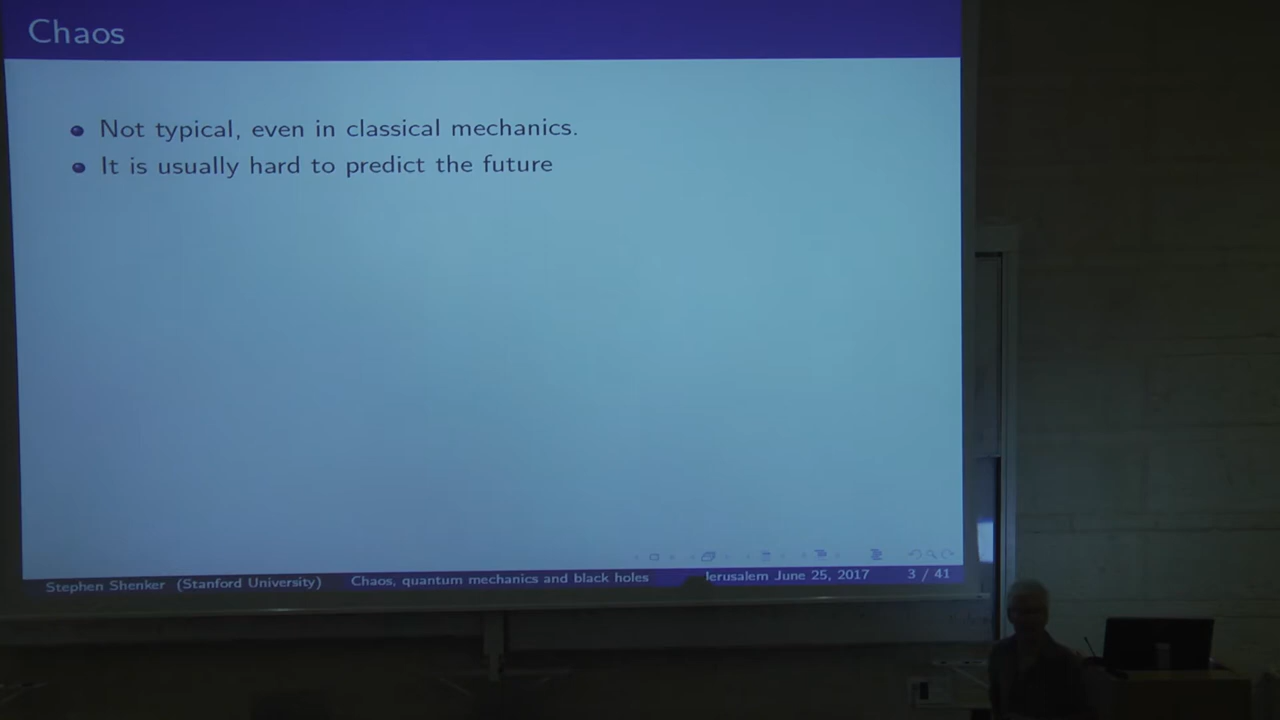 Chaos
Not typical, even in classical mechanics.
It is usually hard to predict the future
Stephen Shenker (Stanford University) Chaos, quantum mechanics and black holes Jerusalem June 25, 2017 3 / 41